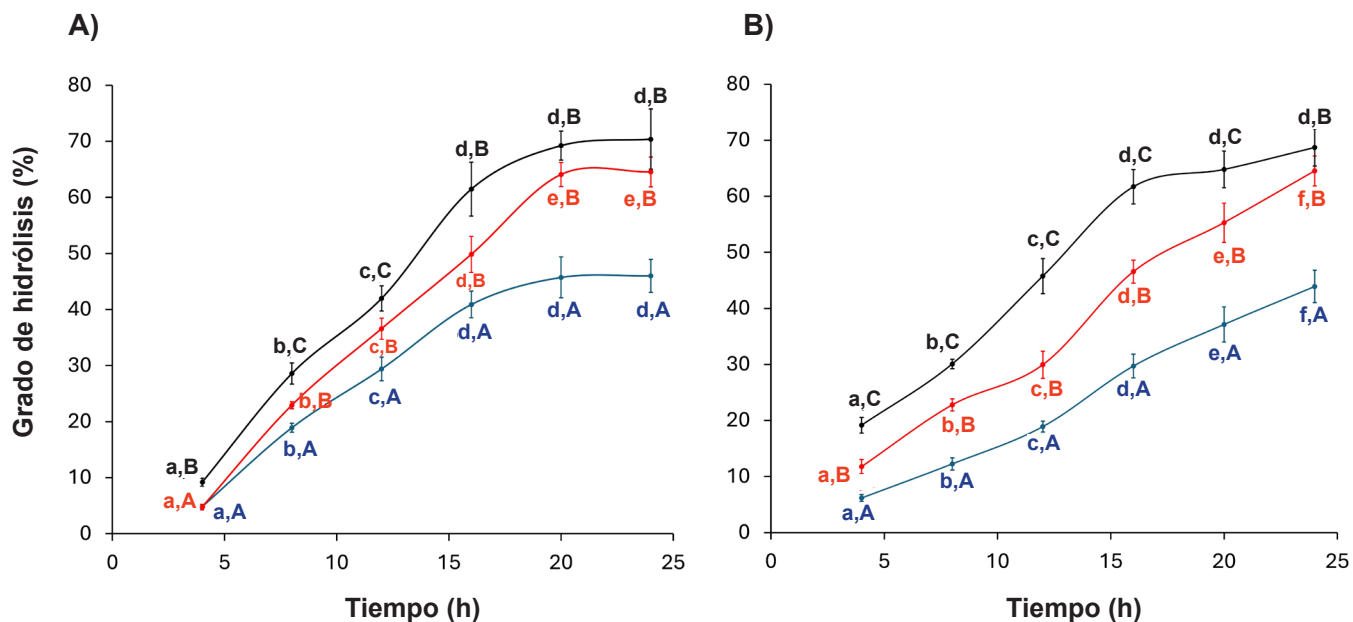 A)
Grado de hidrólisis (%)
80
70
60
50
40
30
20
10
0
0
5
10
15
20
25
Tiempo (h)
a,B
b,C
c,C
d,B
d,B
d,B
a,A
b,B
c,B
d,B
e,B
e,B
a,A
b,A
c,A
d,A
d,A
d,A
B)
80
70
60
50
40
30
20
10
0
0
5
10
15
20
25
Tiempo (h)
a,C
b,C
c,C
d,C
d,C
d,B
a,B
b,B
c,B
d,B
e,B
f,B
a,A
b,A
c,A
d,A
e,A
f,A